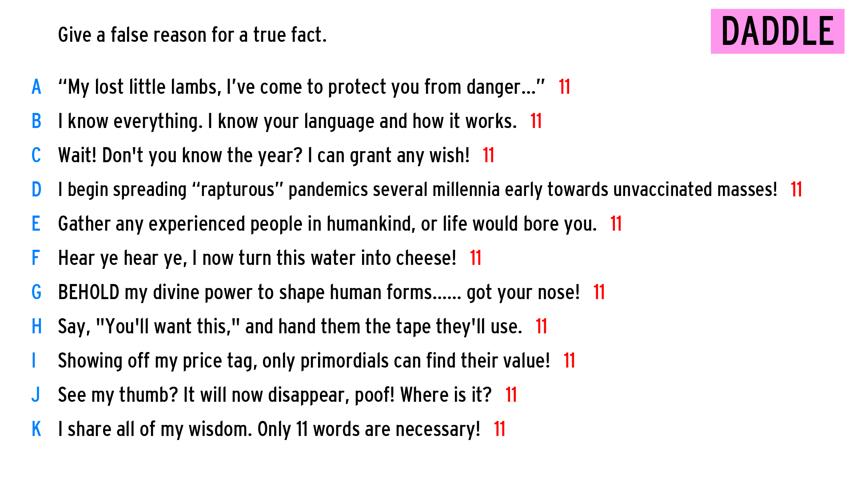 Give a false reason for a true fact.
DADDLE
A “My lost little lambs, I’ve come to protect you from danger...” 11
B I know everything. I know your language and how it works. 11
C Wait! Don't you know the year? I can grant any wish! 11
D I begin spreading “rapturous” pandemics several millennia early towards unvaccinated masses! 11
E Gather any experienced people in humankind, or life would bore you. 11
F Hear ye hear ye, I now turn this water into cheese! 11
G BEHOLD my divine power to shape human forms...... got your nose! 11
H Say, "You'll want this," and hand them the tape they'll use. 11
I Showing off my price tag, only primordials can find their value! 11
J See my thumb? It will now disappear, poof! Where is it? 11
K I share all of my wisdom. Only 11 words are necessary! 11